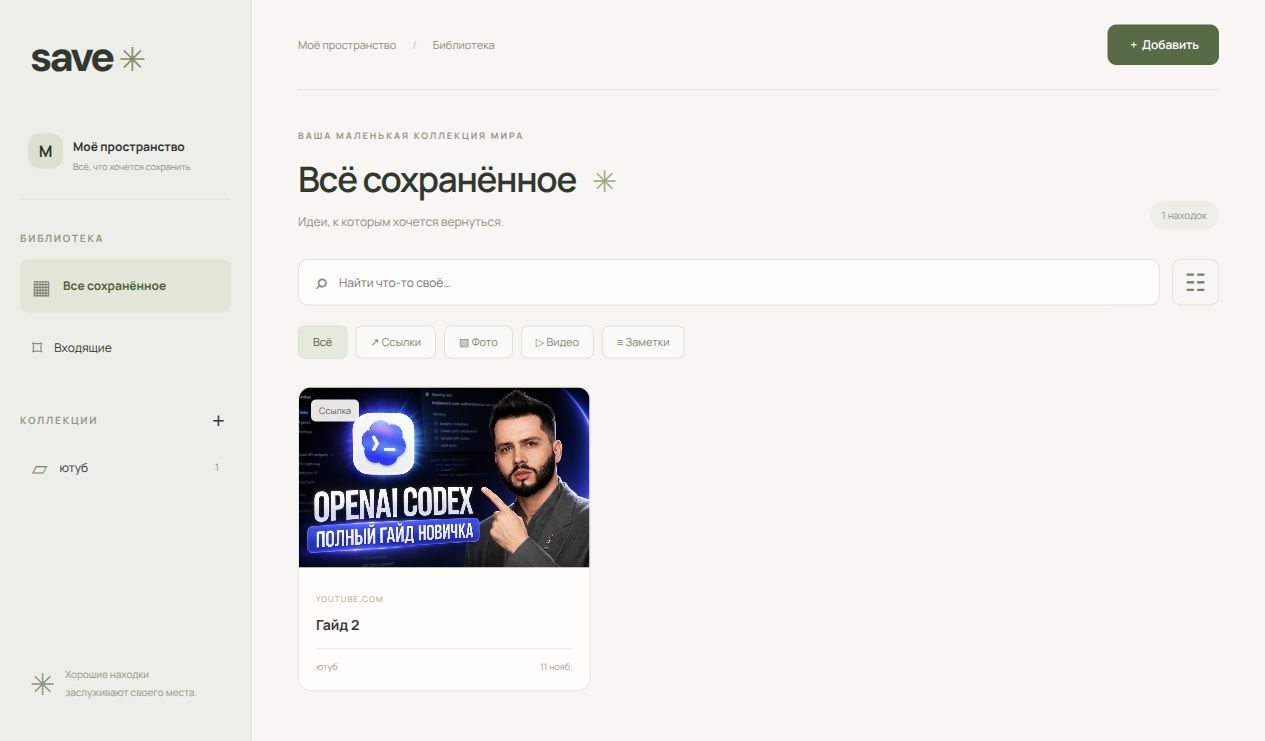 save
Моё пространство / Библиотека
+ Добавить
М
Моё пространство
Всё, что хочется сохранить
ВАША МАЛЕНЬКАЯ КОЛЛЕКЦИЯ МИРА
Всё сохранённое
Идеи, к которым хочется вернуться.
1 находок
БИБЛИОТЕКА
Все сохранённое
Входящие
Найти что-то своё...
Всё
↗ Ссылки
Фото
▷ Видео
≡ Заметки
КОЛЛЕКЦИИ +
ютуб 1
Ссылка
OPENAI CODEX
ПОЛНЫЙ ГАЙД НОВИЧКА
YOUTUBE.COM
Гайд 2
ютуб
11 нояб.
Хорошие находки
заслуживают своего места.